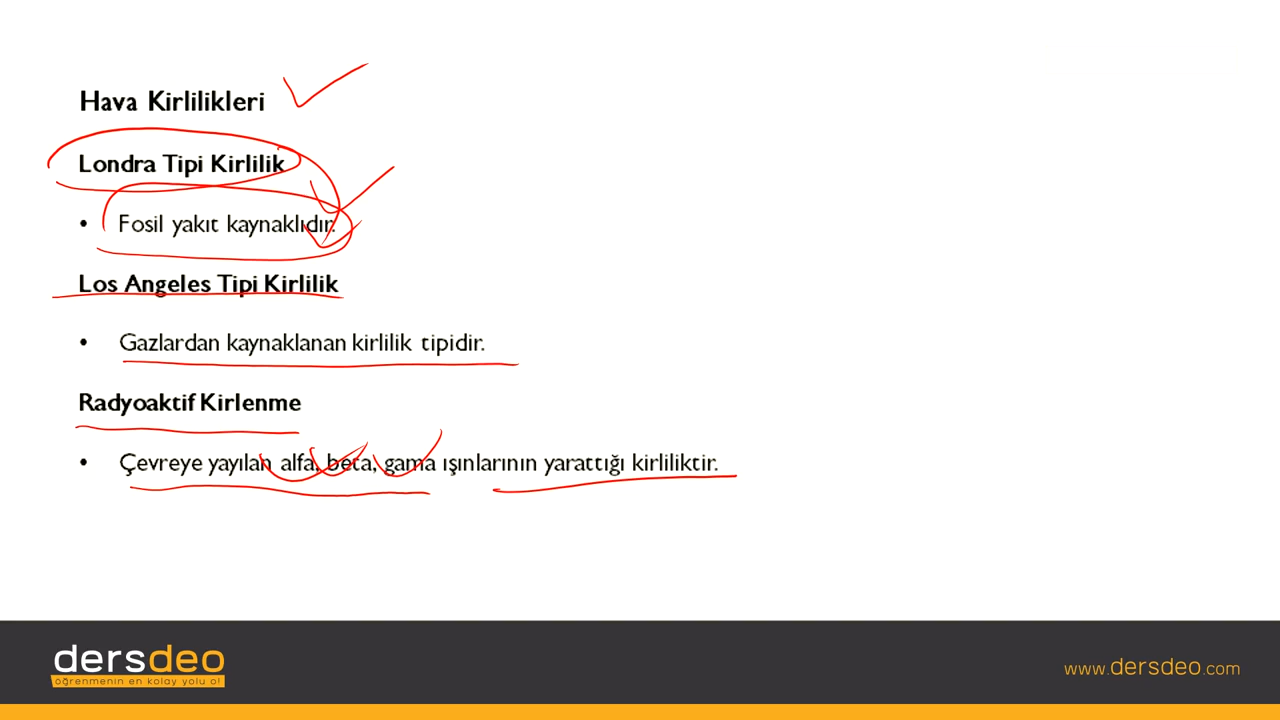 Hava Kirlilikleri
Londra Tipi Kirlilik
• Fosil yakıt kaynaklıdır.
Los Angeles Tipi Kirlilik
• Gazlardan kaynaklanan kirlilik tipidir.
Radyoaktif Kirlenme
• Çevreye yayılan alfa, beta, gama ışınlarının yarattığı kirliliktir.
dersdeo
öğrenmenin en kolay yolu o!
www.dersdeo.com